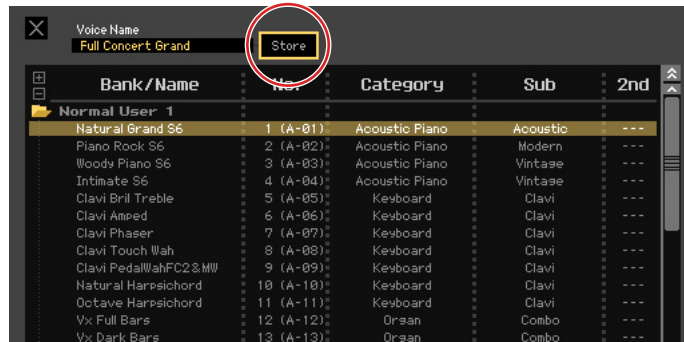 Voice Name
Full Concert Grand Store
Bank/Name No. Category Sub 2nd
Normal User 1
Natural Grand S6 1 (A-01) Acoustic Piano Acoustic ---
Piano Rock S6 2 (A-02) Acoustic Piano Modern ---
Woody Piano S6 3 (A-03) Acoustic Piano Vintage ---
Intimate S6 4 (A-04) Acoustic Piano Vintage ---
Clavi Bril Treble 5 (A-05) Keyboard Clavi ---
Clavi Amped 6 (A-06) Keyboard Clavi ---
Clavi Phaser 7 (A-07) Keyboard Clavi ---
Clavi Touch Wah 8 (A-08) Keyboard Clavi ---
Clavi PedalWahFC2&MW 9 (A-09) Keyboard Clavi ---
Natural Harpsichord 10 (A-10) Keyboard Clavi ---
Octave Harpsichord 11 (A-11) Keyboard Clavi ---
Vx Full Bars 12 (A-12) Organ Combo ---
Vx Dark Bars 13 (A-13) Organ Combo ---